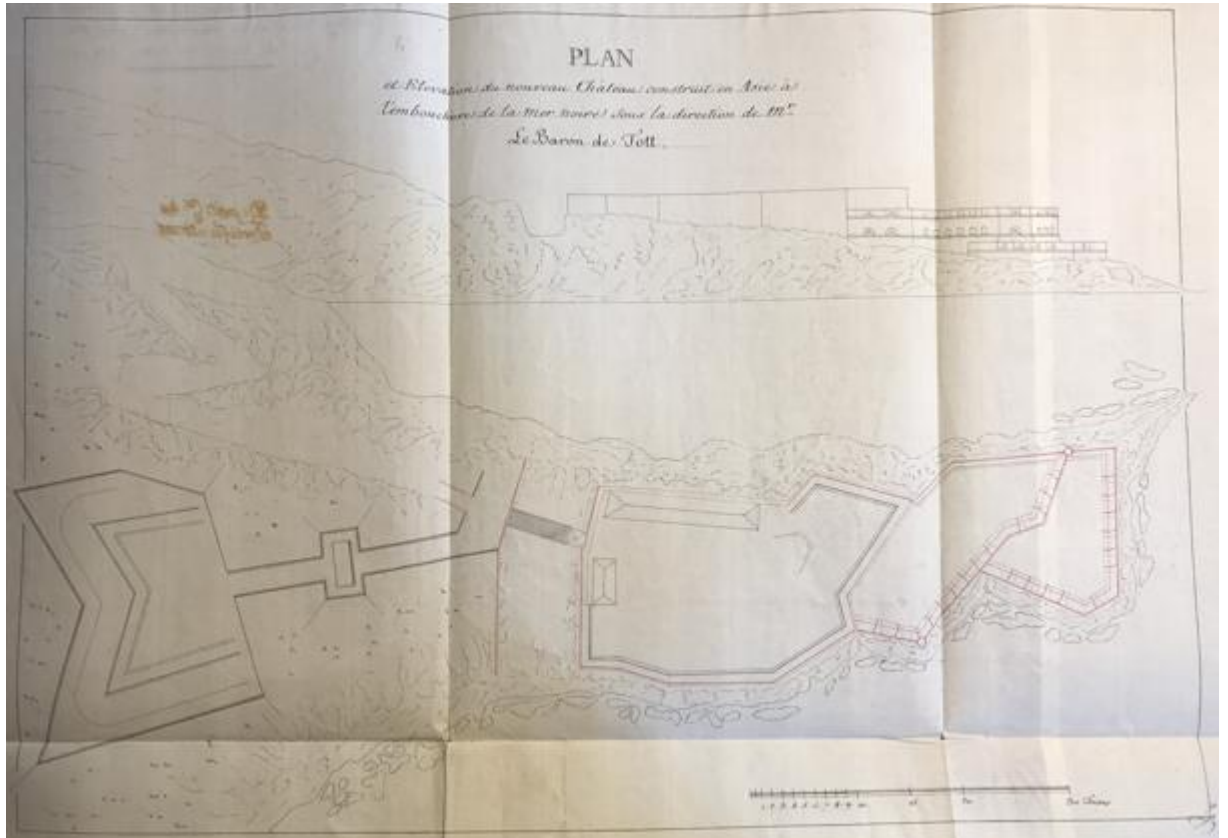 PLAN
et Elevation du nouveau Château construit en Asie à
l'embouchure de la mer noire sous la direction de Mr.
Le Baron de Tott.